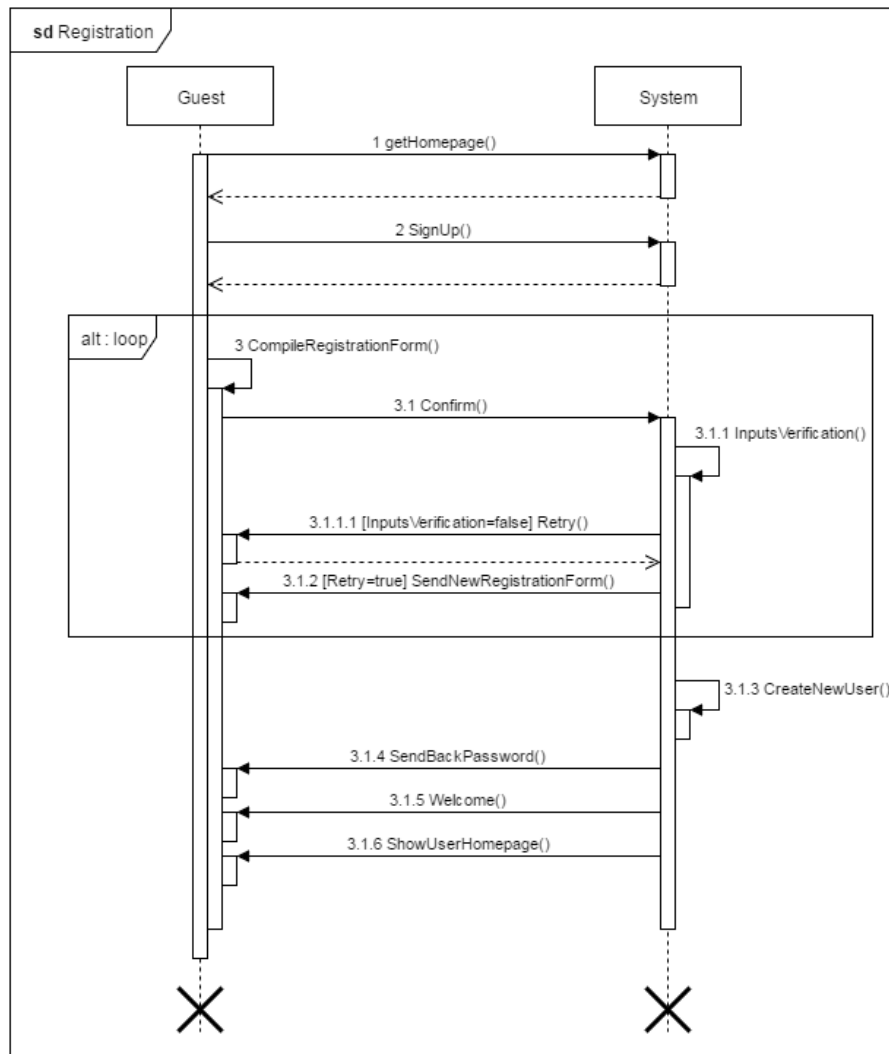 sd Registration
Guest
System
1 getHomepage()
2 SignUp()
alt : loop
3 CompileRegistrationForm()
3.1 Confirm()
3.1.1 InputsVerification()
3.1.1.1 [InputsVerification=false] Retry()
3.1.2 [Retry=true] SendNewRegistrationForm()
3.1.3 CreateNewUser()
3.1.4 SendBackPassword()
3.1.5 Welcome()
3.1.6 ShowUserHomepage()